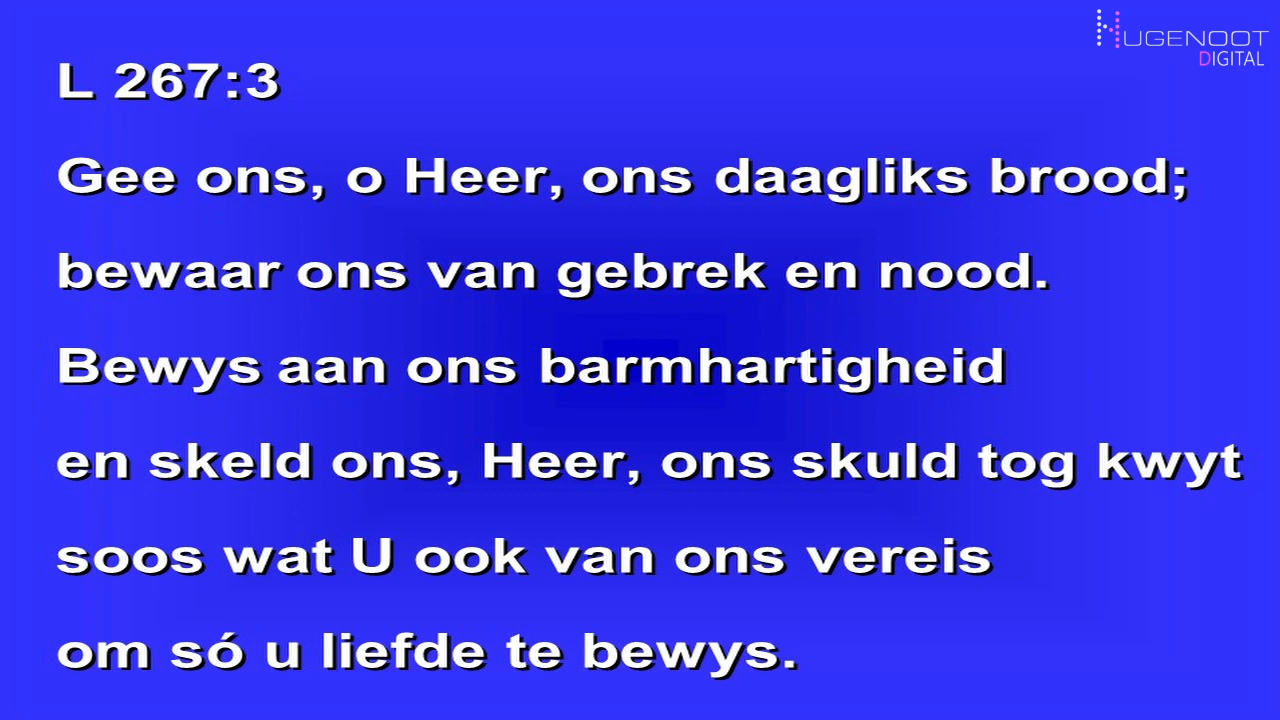 HUGENOOT
DIGITAL
L 267:3
Gee ons, o Heer, ons daagliks brood;
bewaar ons van gebrek en nood.
Bewys aan ons barmhartigheid
en skeld ons, Heer, ons skuld tog kwyt
soos wat U ook van ons vereis
om só u liefde te bewys.